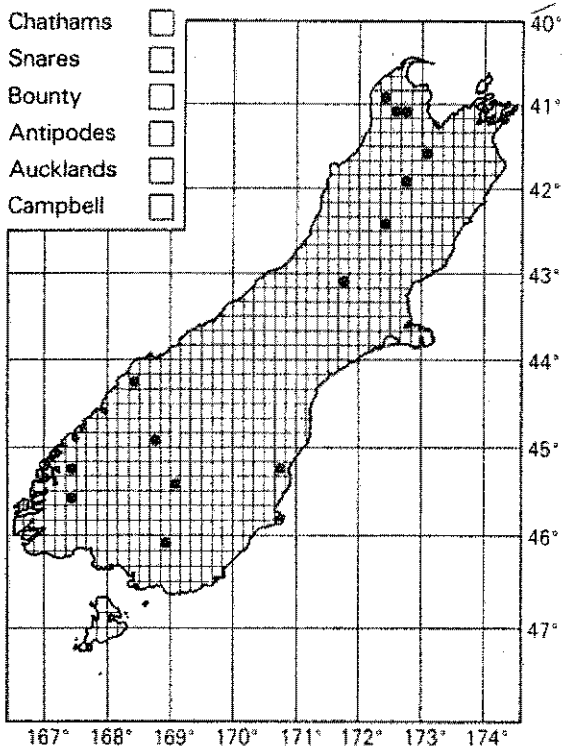 Chathams
Snares
Bounty
Antipodes
Aucklands
Campbell
40°
41°
42°
43°
44°
45°
46°
47°
167° 168° 169° 170° 171° 172° 173° 174°